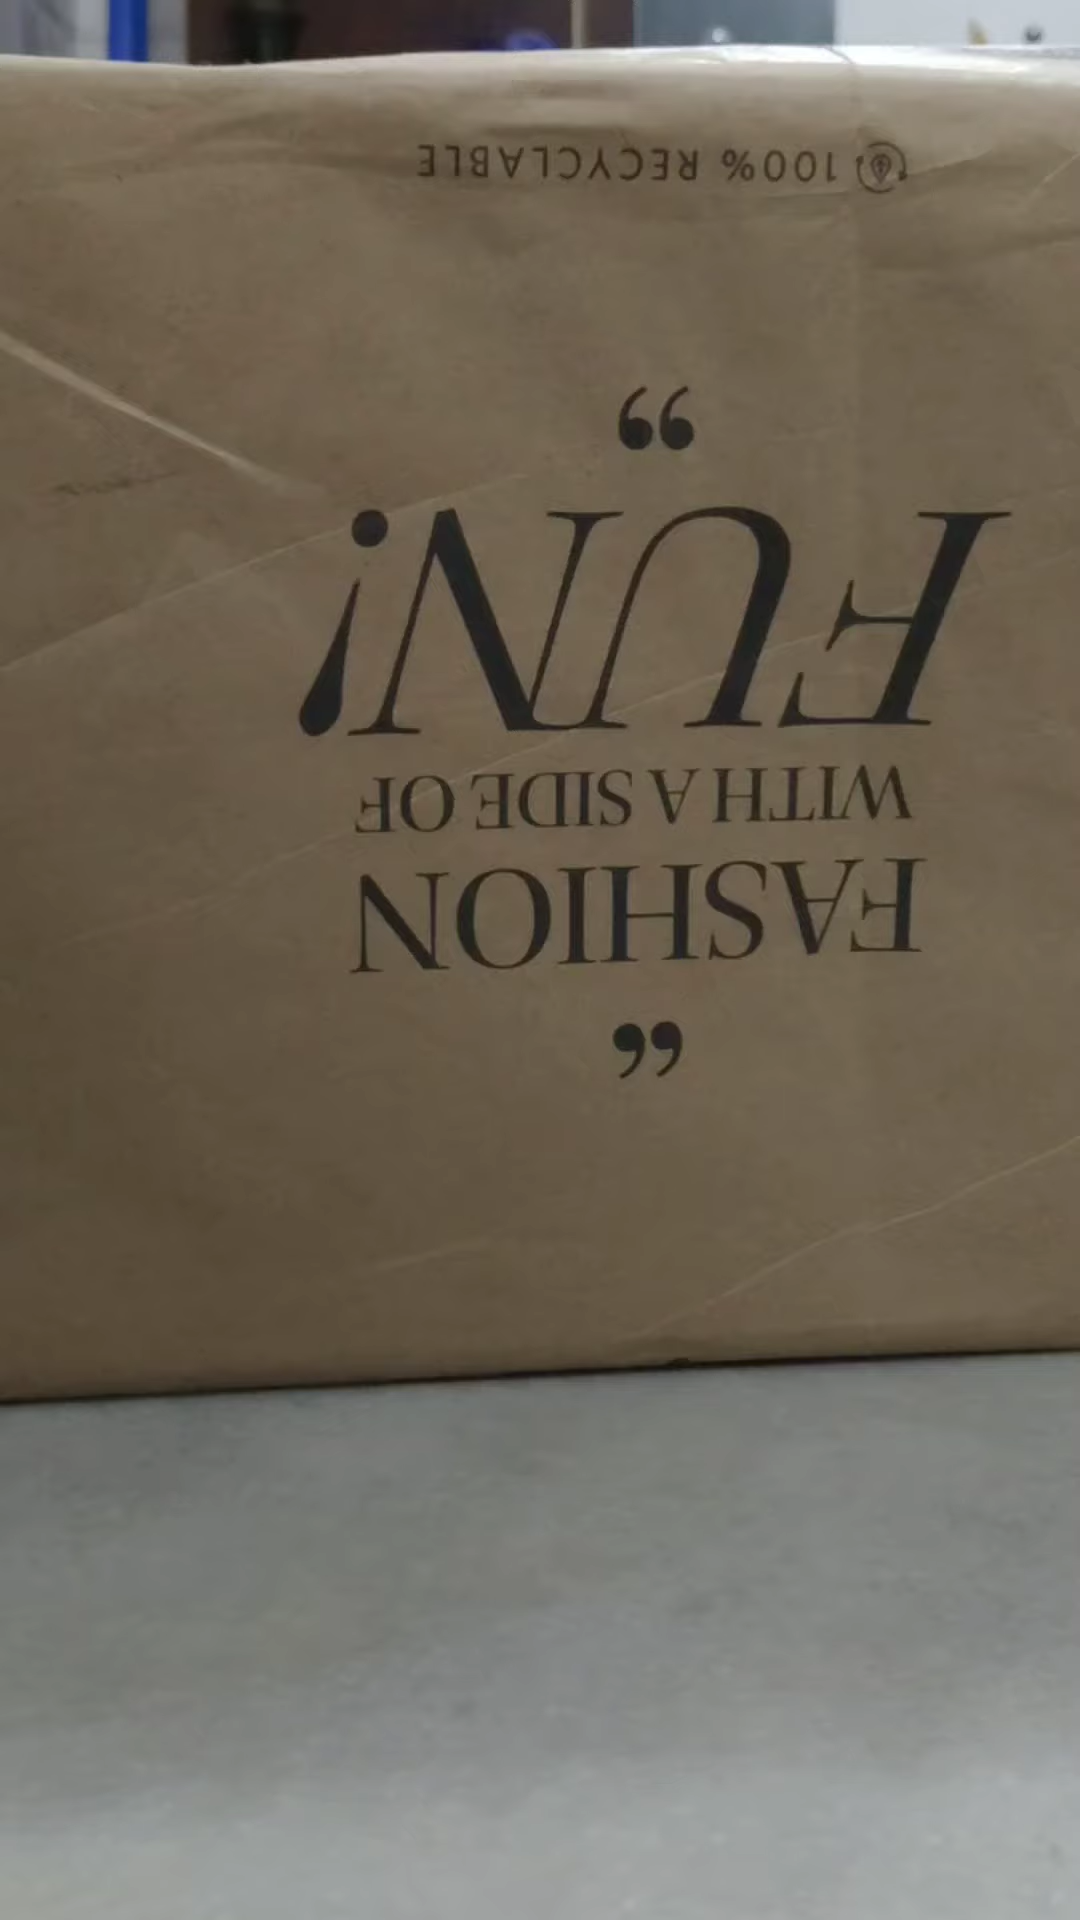 “
FASHION
WITH A SIDE OF
FUN!
”
100% RECYCLABLE